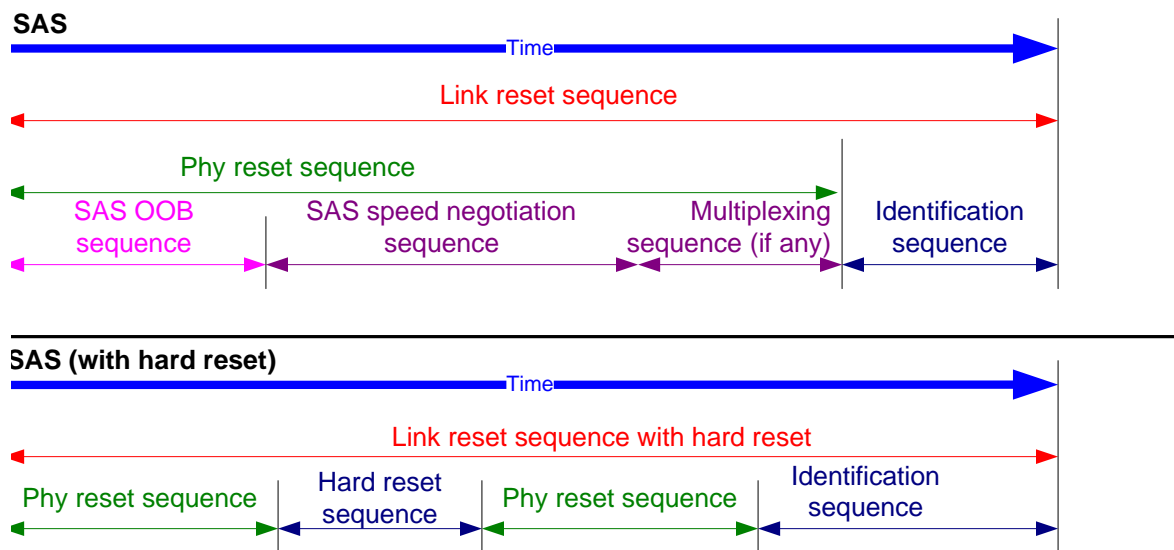 SAS
Time
Link reset sequence
Phy reset sequence
SAS OOB
sequence
SAS speed negotiation
sequence
Multiplexing
sequence (if any)
Identification
sequence
SAS (with hard reset)
Time
Link reset sequence with hard reset
Phy reset sequence
Hard reset
sequence
Phy reset sequence
Identification
sequence